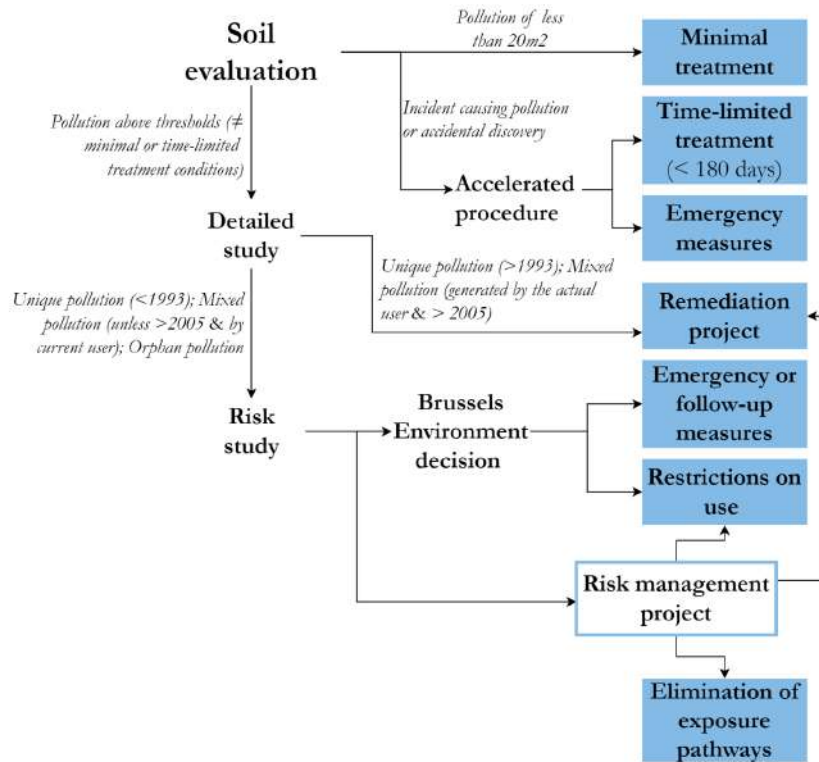 Soil
evaluation
Pollution of less
than 20m2
Minimal
treatment
Pollution above thresholds (≠
minimal or time-limited
treatment conditions)
Incident causing pollution
or accidental discovery
Time-limited
treatment
(< 180 days)
Accelerated
procedure
Emergency
measures
Detailed
study
Unique pollution (>1993); Mixed
pollution (generated by the actual
user & > 2005)
Remediation
project
Unique pollution (<1993); Mixed
pollution (unless >2005 & by
current user); Orphan pollution
Risk
study
Brussels
Environment
decision
Emergency or
follow-up
measures
Restrictions on
use
Risk management
project
Elimination of
exposure
pathways